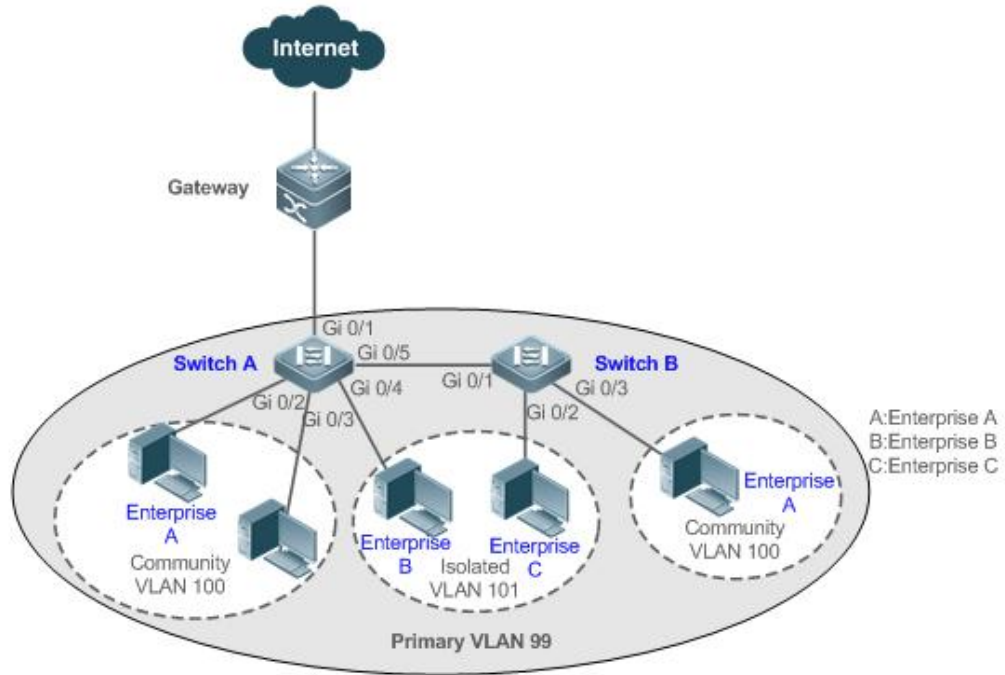 Internet
Gateway
Gi 0/1
Switch A
Gi 0/5
Switch B
Gi 0/4
Gi 0/1
Gi 0/3
Gi 0/2
Gi 0/3
Gi 0/2
A:Enterprise A
B:Enterprise B
C:Enterprise C
Enterprise
A
Community
VLAN 100
Enterprise
B
Isolated
VLAN 101
Enterprise
C
Enterprise
A
Community
VLAN 100
Primary VLAN 99